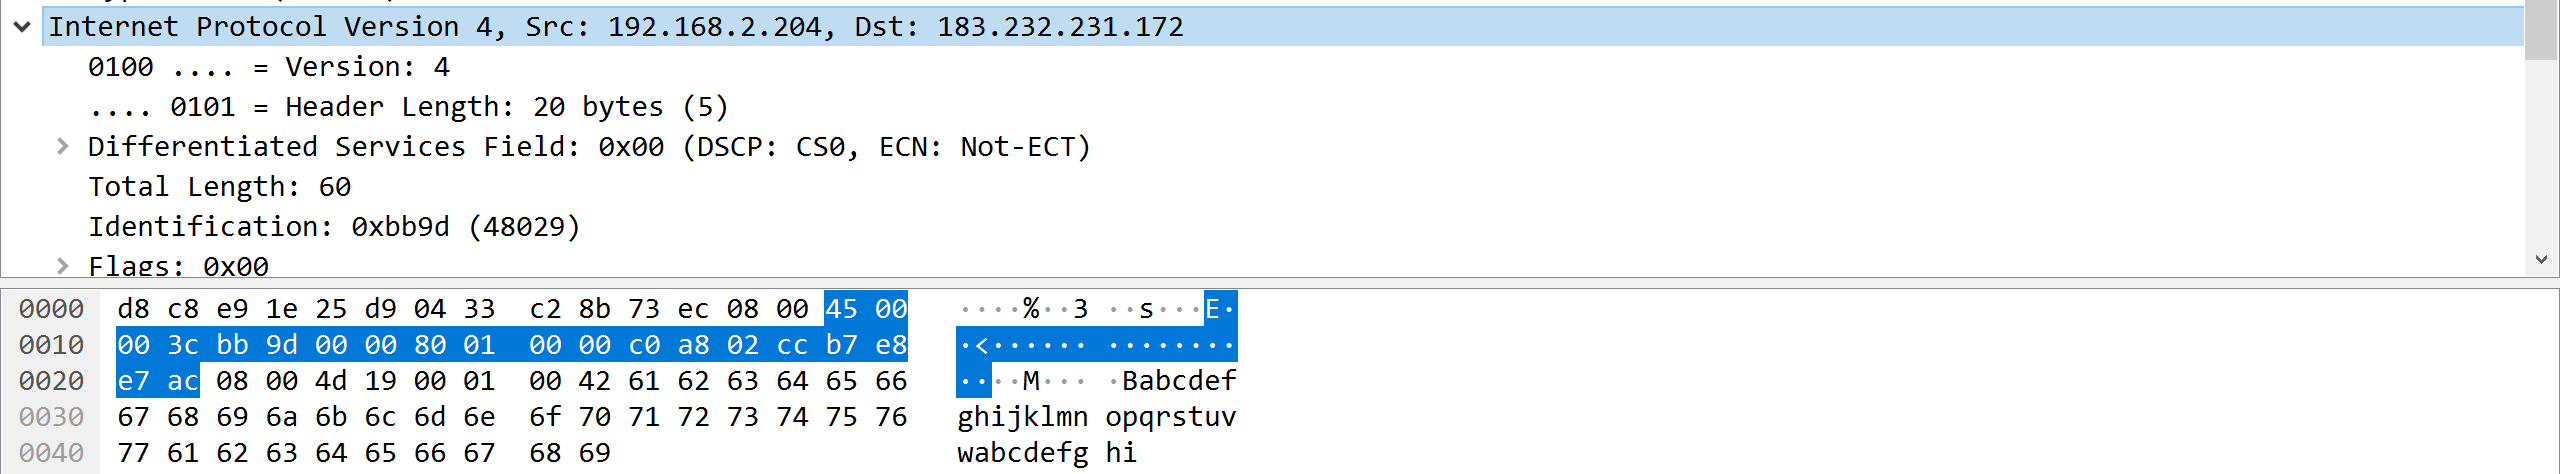 Internet Protocol Version 4, Src: 192.168.2.204, Dst: 183.232.231.172
0100 .... = Version: 4
.... 0101 = Header Length: 20 bytes (5)
Differentiated Services Field: 0x00 (DSCP: CS0, ECN: Not-ECT)
Total Length: 60
Identification: 0xbb9d (48029)
Flags: 0x00
0000 d8 c8 e9 1e 25 d9 04 33 c2 8b 73 ec 08 00 45 00 ····%··3 ··s···E·
0010 00 3c bb 9d 00 00 80 01 00 00 c0 a8 02 cc b7 e8 ·<······ ········
0020 e7 ac 08 00 4d 19 00 01 00 42 61 62 63 64 65 66 ····M··· ·Babcdef
0030 67 68 69 6a 6b 6c 6d 6e 6f 70 71 72 73 74 75 76 ghijklmn opqrstuv
0040 77 61 62 63 64 65 66 67 68 69 wabcdefg hi